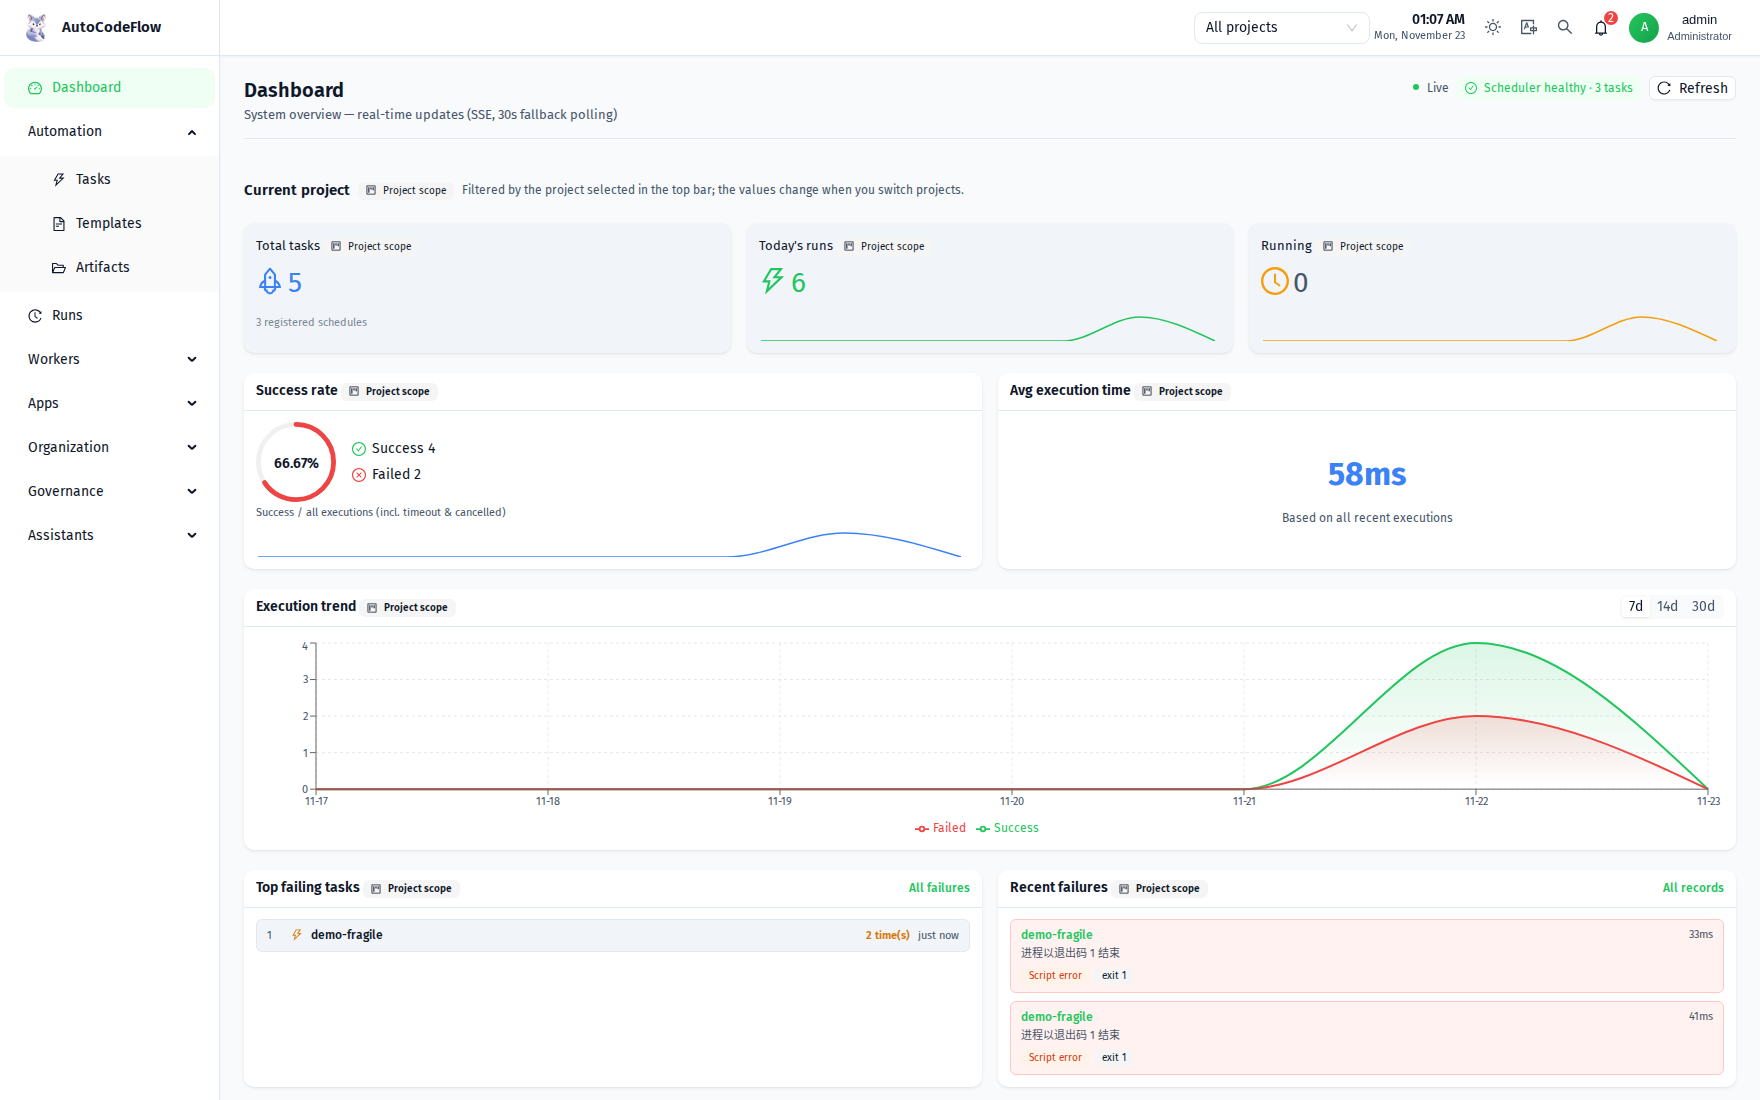 AutoCodeFlow
All projects
01:07 AM
Mon, November 23
2
A
admin
Administrator
Dashboard
Automation
Tasks
Templates
Artifacts
Runs
Workers
Apps
Organization
Governance
Assistants
Dashboard
System overview — real-time updates (SSE, 30s fallback polling)
Live
Scheduler healthy · 3 tasks
Refresh
Current project
Project scope
Filtered by the project selected in the top bar; the values change when you switch projects.
Total tasks
Project scope
5
3 registered schedules
Today's runs
Project scope
6
Running
Project scope
0
Success rate
Project scope
66.67%
Success 4
Failed 2
Success / all executions (incl. timeout & cancelled)
Avg execution time
Project scope
58ms
Based on all recent executions
Execution trend
Project scope
7d
14d
30d
4
3
2
1
0
11-17
11-18
11-19
11-20
11-21
11-22
11-23
Failed
Success
Top failing tasks
Project scope
All failures
1
demo-fragile
2 time(s)
just now
Recent failures
Project scope
All records
demo-fragile
33ms
进程以退出码 1 结束
Script error
exit 1
demo-fragile
41ms
进程以退出码 1 结束
Script error
exit 1